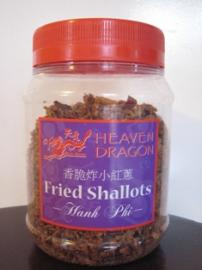 HEAVEN
DRAGON
香脆炸小紅蔥
Fried Shallots
Hanh Phi